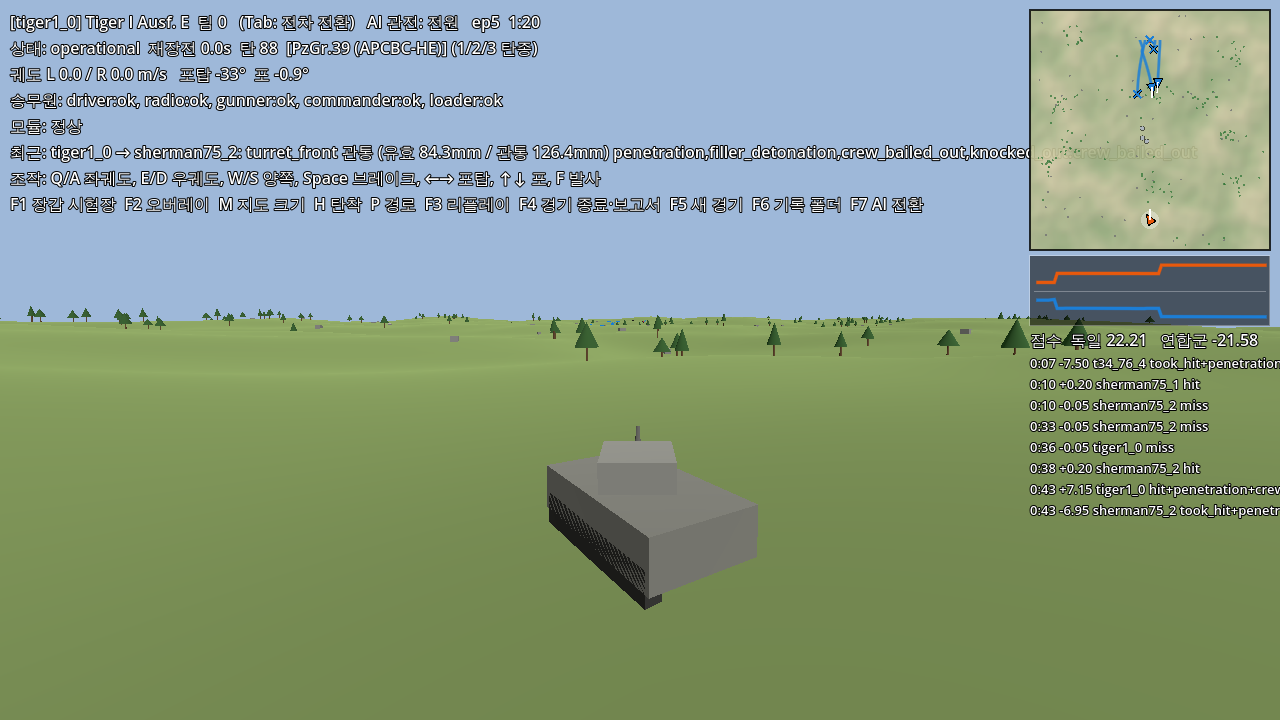 [tiger1_0] Tiger I Ausf. E  팀 0   (Tab: 전차 전환)   AI 관전: 전원   ep5  1:20
상태: operational  재장전 0.0s  탄 88  [PzGr.39 (APCBC-HE)] (1/2/3 탄종)
궤도 L 0.0 / R 0.0 m/s   포탑 -33°  포 -0.9°
승무원: driver:ok, radio:ok, gunner:ok, commander:ok, loader:ok
모듈: 정상
최근: tiger1_0 → sherman75_2: turret_front 관통 (유효 84.3mm / 관통 126.4mm) penetration,filler_detonation,crew_bailed_out,knocked_out,crew_bailed_out
조작: Q/A 좌궤도, E/D 우궤도, W/S 양쪽, Space 브레이크, ←→ 포탑, ↑↓ 포, F 발사
F1 장갑 시험장  F2 오버레이  M 지도 크기  H 탄착  P 경로  F3 리플레이  F4 경기 종료·보고서  F5 새 경기  F6 기록 폴더  F7 AI 전환
점수  독일 22.21   연합군 -21.58
0:07 -7.50 t34_76_4 took_hit+penetration
0:10 +0.20 sherman75_1 hit
0:10 -0.05 sherman75_2 miss
0:33 -0.05 sherman75_2 miss
0:36 -0.05 tiger1_0 miss
0:38 +0.20 sherman75_2 hit
0:43 +7.15 tiger1_0 hit+penetration+crew
0:43 -6.95 sherman75_2 took_hit+penetr